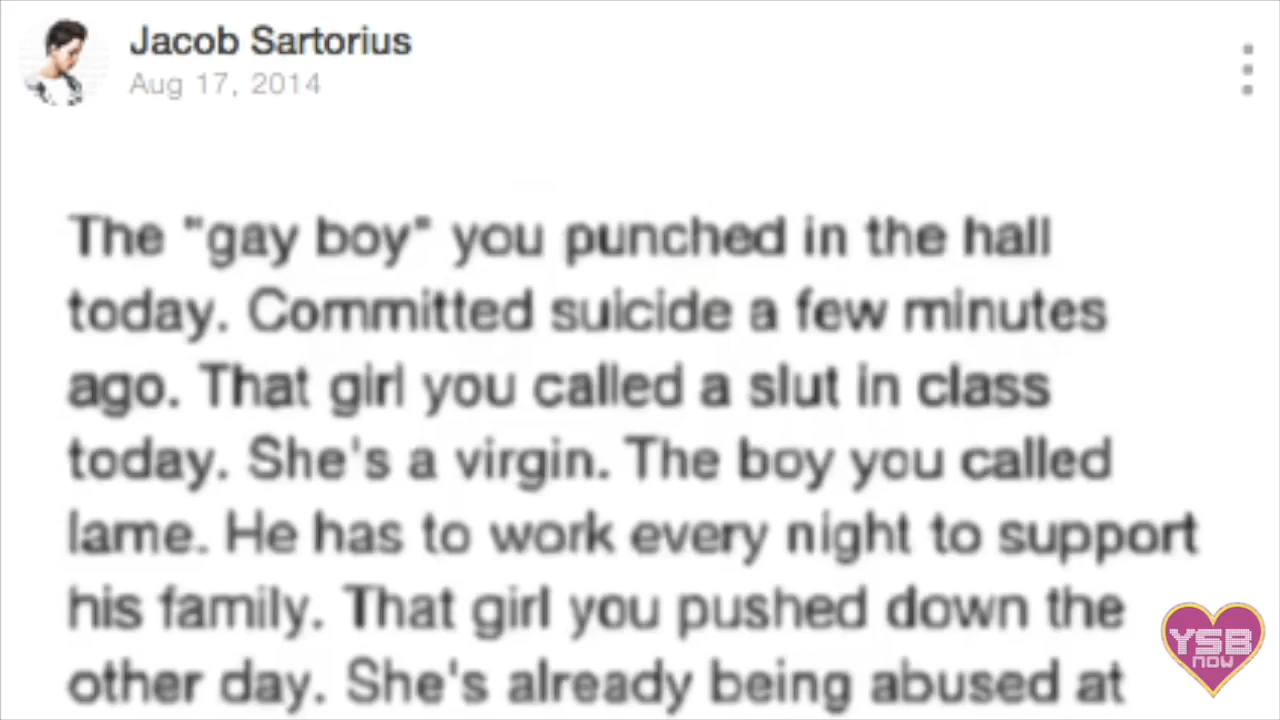 Jacob Sartorius
Aug 17, 2014
The "gay boy" you punched in the hall
today. Committed suicide a few minutes
ago. That girl you called a slut in class
today. She's a virgin. The boy you called
lame. He has to work every night to support
his family. That girl you pushed down the
other day. She's already being abused at
YSB
now